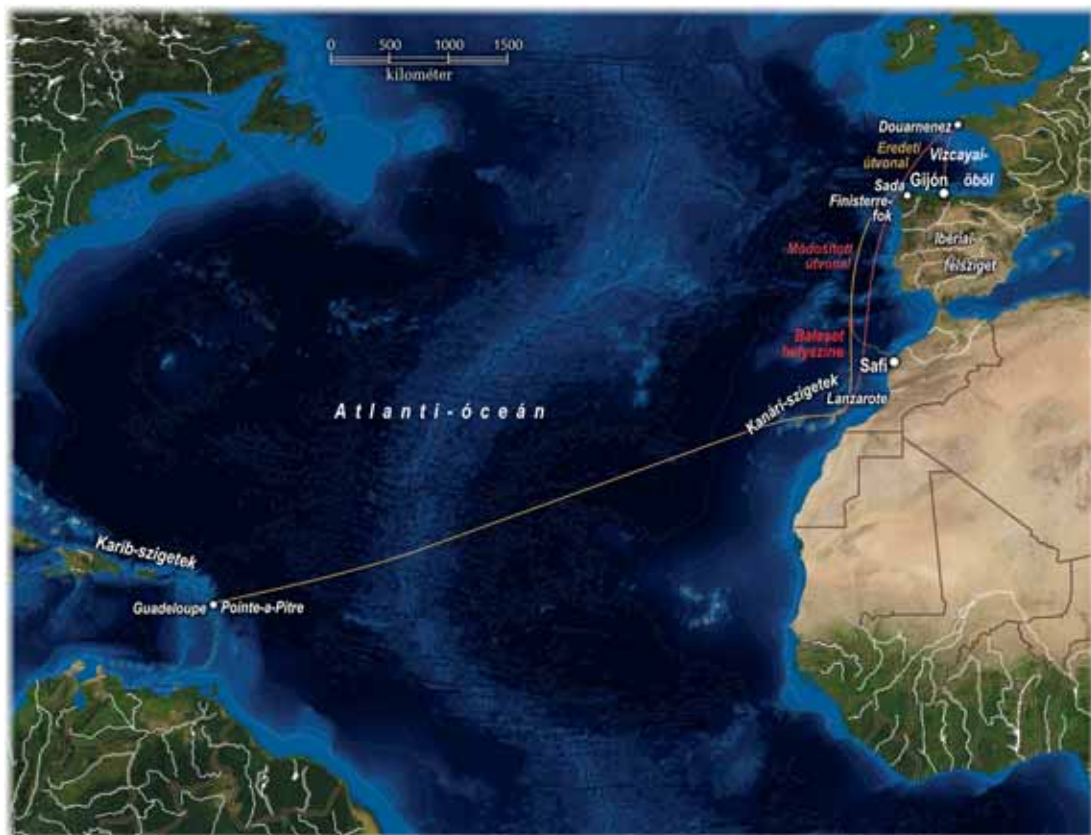 0 500 1000 1500
kilométer
Douarnenez
Eredeti
útvonal
Vizcayai-
öböl
Sada
Gijón
Finisterre-
fok
Ibériai-
félsziget
Módosított
útvonal
Baleset
helyszíne
Safi
Lanzarote
Kanári-szigetek
Atlanti-óceán
Karib-szigetek
Guadeloupe
Pointe-a-Pitre